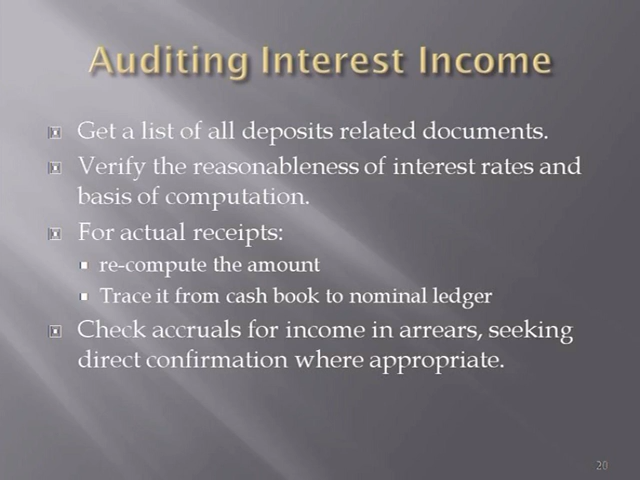 Auditing Interest Income
Get a list of all deposits related documents.
Verify the reasonableness of interest rates and
basis of computation.
For actual receipts:
re-compute the amount
Trace it from cash book to nominal ledger
Check accruals for income in arrears, seeking
direct confirmation where appropriate.
20